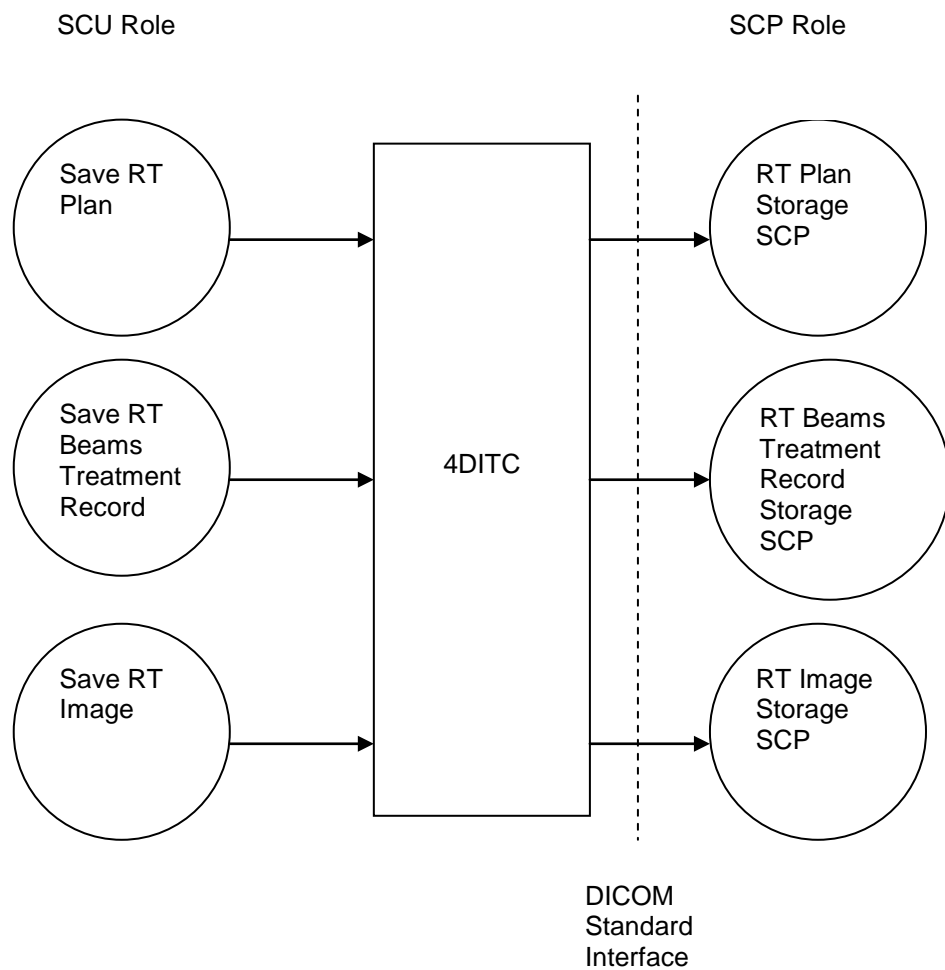 SCU Role
SCP Role
Save RT
Plan
RT Plan
Storage
SCP
Save RT
Beams
Treatment
Record
4DITC
RT Beams
Treatment
Record
Storage
SCP
Save RT
Image
RT Image
Storage
SCP
DICOM
Standard
Interface